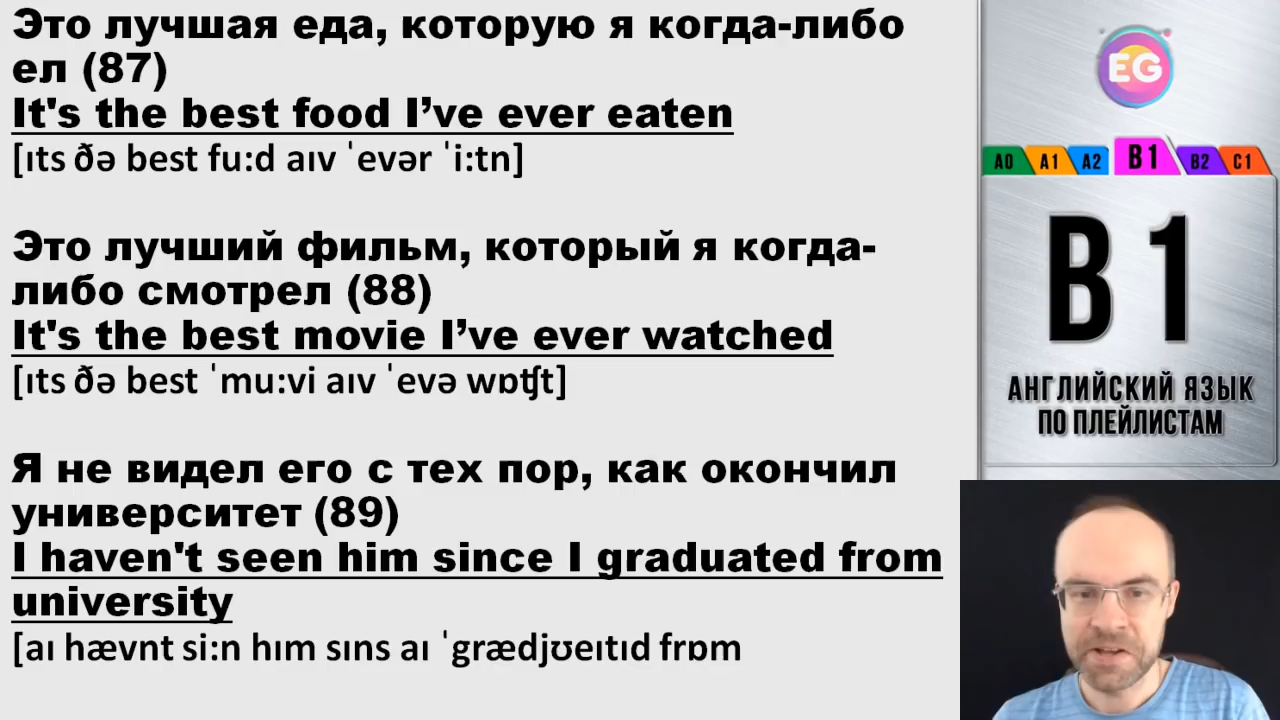 Это лучшая еда, которую я когда-либо
ел (87)
It's the best food I’ve ever eaten
[ɪts ðə best fu:d aɪv ˈevər ˈi:tn]
Это лучший фильм, который я когда-
либо смотрел (88)
It's the best movie I’ve ever watched
[ɪts ðə best ˈmu:vi aɪv ˈevə wɒʧt]
Я не видел его с тех пор, как окончил
университет (89)
I haven't seen him since I graduated from
university
[aɪ hævnt si:n hɪm sɪns aɪ ˈgrædjʊeɪtɪd frɒm
EG
A0 A1 A2 B1 B2 C1
B1
АНГЛИЙСКИЙ ЯЗЫК
ПО ПЛЕЙЛИСТАМ